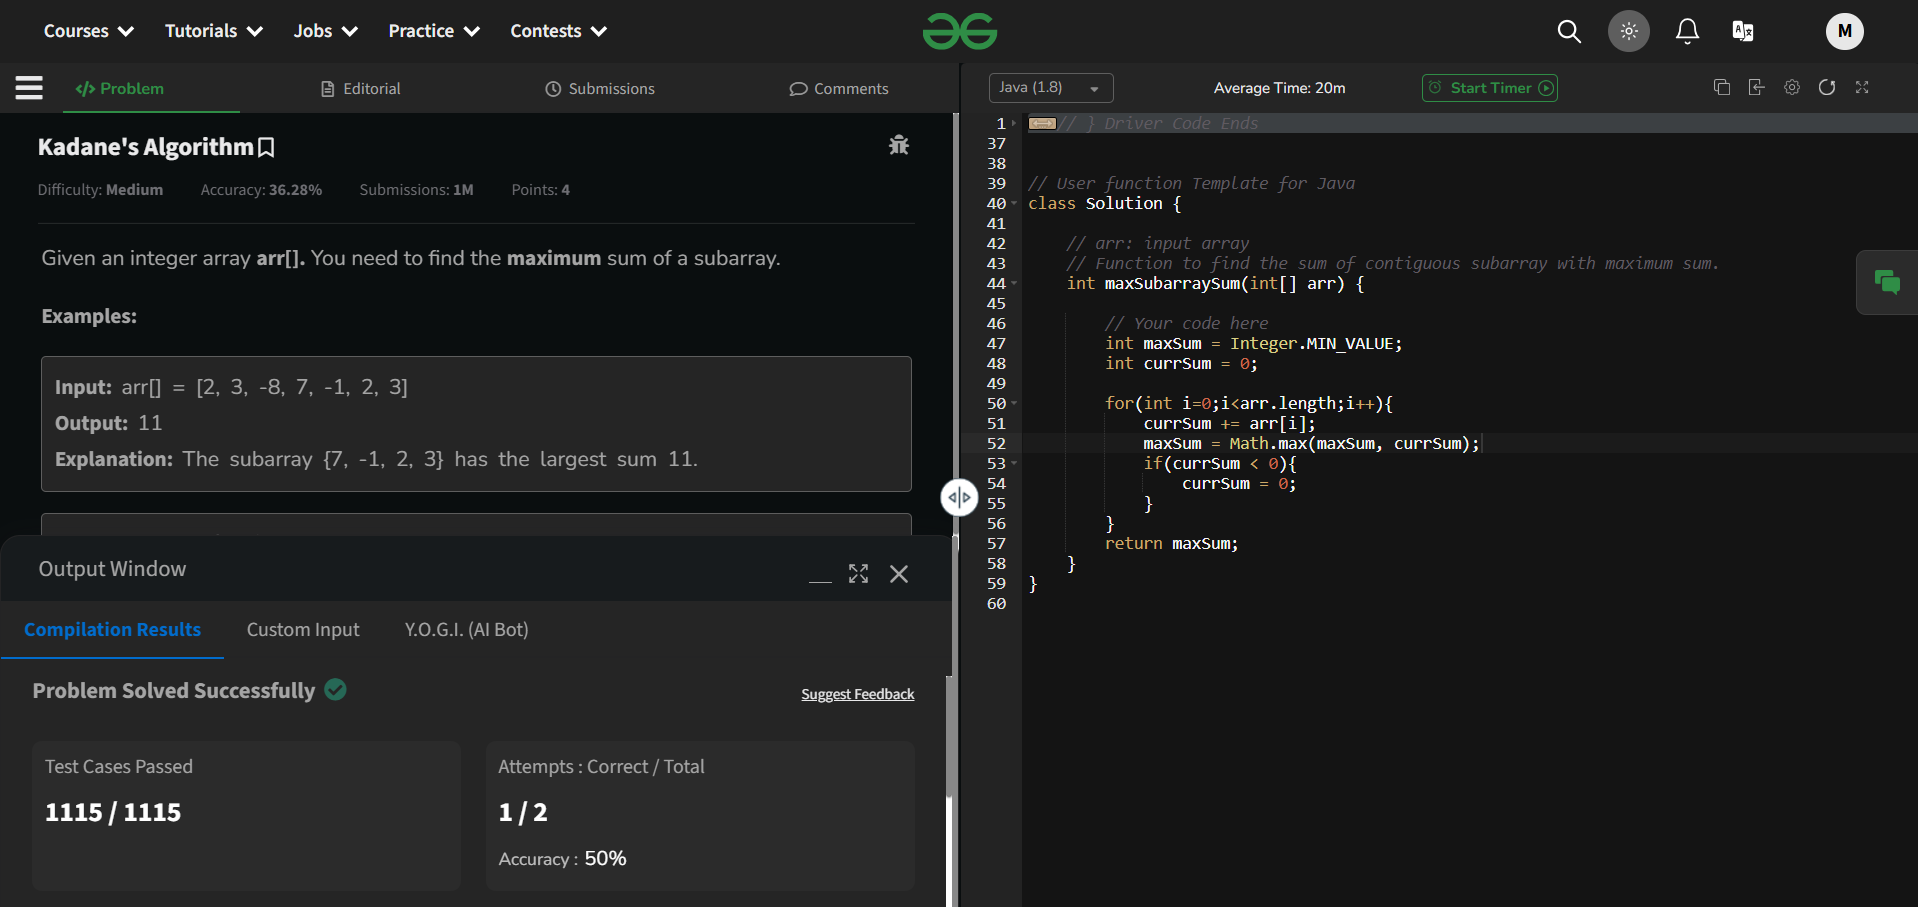 Courses Tutorials Jobs Practice Contests M
Problem Editorial Submissions Comments
Kadane's Algorithm
Difficulty: Medium Accuracy: 36.28% Submissions: 1M Points: 4
Given an integer array arr[]. You need to find the maximum sum of a subarray.
Examples:
Input: arr[] = [2, 3, -8, 7, -1, 2, 3]
Output: 11
Explanation: The subarray {7, -1, 2, 3} has the largest sum 11.
Output Window
Compilation Results Custom Input Y.O.G.I. (AI Bot)
Problem Solved Successfully
Suggest Feedback
Test Cases Passed
1115 / 1115
Attempts : Correct / Total
1 / 2
Accuracy : 50%
Java (1.8) Average Time: 20m Start Timer
1 // } Driver Code Ends
37
38
39 // User function Template for Java
40 class Solution {
41
42 // arr: input array
43 // Function to find the sum of contiguous subarray with maximum sum.
44 int maxSubarraySum(int[] arr) {
45
46 // Your code here
47 int maxSum = Integer.MIN_VALUE;
48 int currSum = 0;
49
50 for(int i=0;i<arr.length;i++){
51 currSum += arr[i];
52 maxSum = Math.max(maxSum, currSum);
53 if(currSum < 0){
54 currSum = 0;
55 }
56 }
57 return maxSum;
58 }
59 }
60